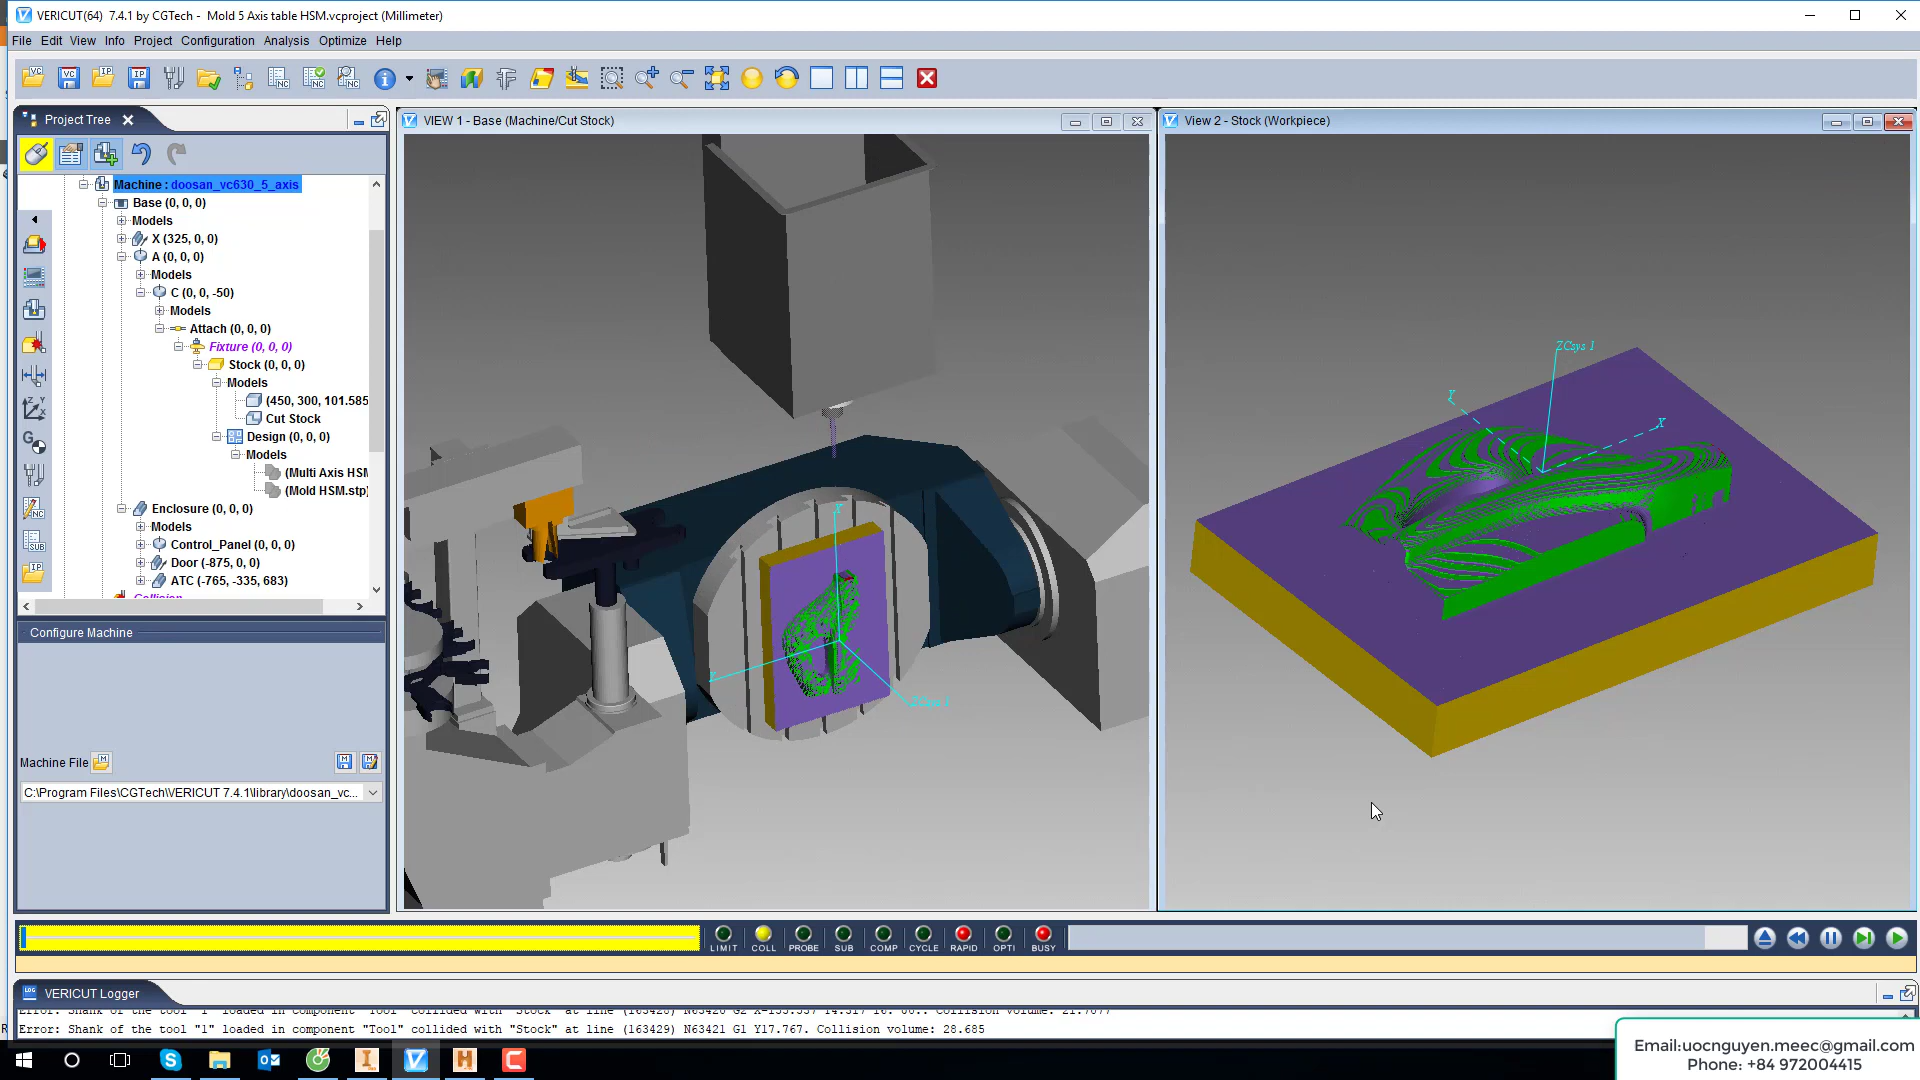 VERICUT(64)  7.4.1 by CGTech -  Mold 5 Axis table HSM.vcproject (Millimeter)
File Edit View Info Project Configuration Analysis Optimize Help
Project Tree
Machine : doosan_vc630_5_axis
Base (0, 0, 0)
Models
X (325, 0, 0)
A (0, 0, 0)
Models
C (0, 0, -50)
Models
Attach (0, 0, 0)
Fixture (0, 0, 0)
Stock (0, 0, 0)
Models
(450, 300, 101.585
Cut Stock
Design (0, 0, 0)
Models
(Multi Axis HSM
(Mold HSM.stp)
Enclosure (0, 0, 0)
Models
Control_Panel (0, 0, 0)
Door (-875, 0, 0)
ATC (-765, -335, 683)
Collision
Configure Machine
Machine File
C:\Program Files\CGTech\VERICUT 7.4.1\library\doosan_vc...
VIEW 1 - Base (Machine/Cut Stock)
ZCsys 1
View 2 - Stock (Workpiece)
ZCsys 1
Y
X
LIMIT COLL PROBE SUB COMP CYCLE RAPID OPTI BUSY
VERICUT Logger
Error: Shank of the tool "1" loaded in component "Tool" collided with "Stock" at line (163429) N63421 G1 Y17.767. Collision volume: 28.685
Email:uocnguyen.meec@gmail.com
Phone: +84 972004415